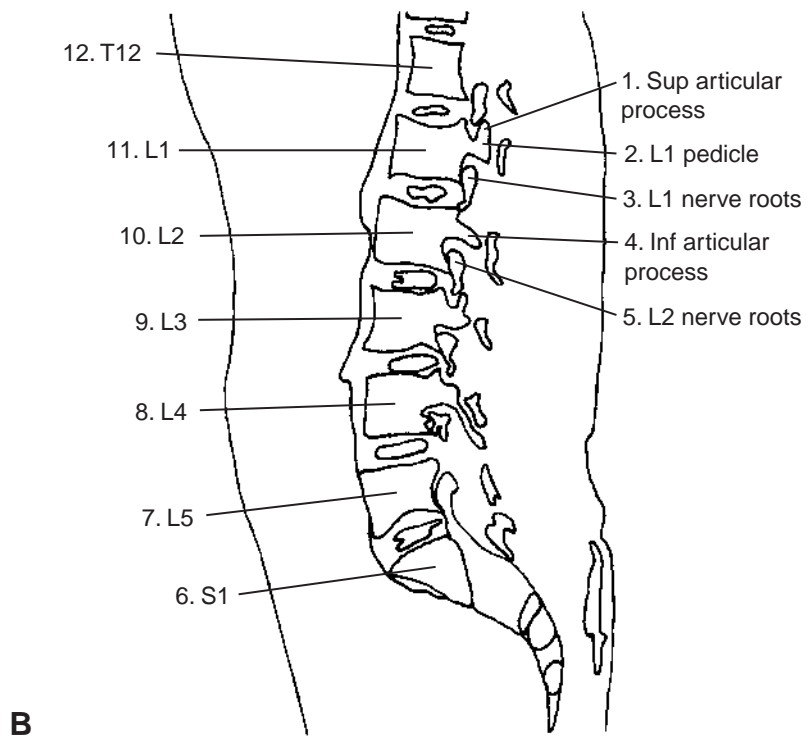 12. T12
1. Sup articular
process
11. L1
2. L1 pedicle
3. L1 nerve roots
10. L2
4. Inf articular
process
5. L2 nerve roots
9. L3
8. L4
7. L5
6. S1
B